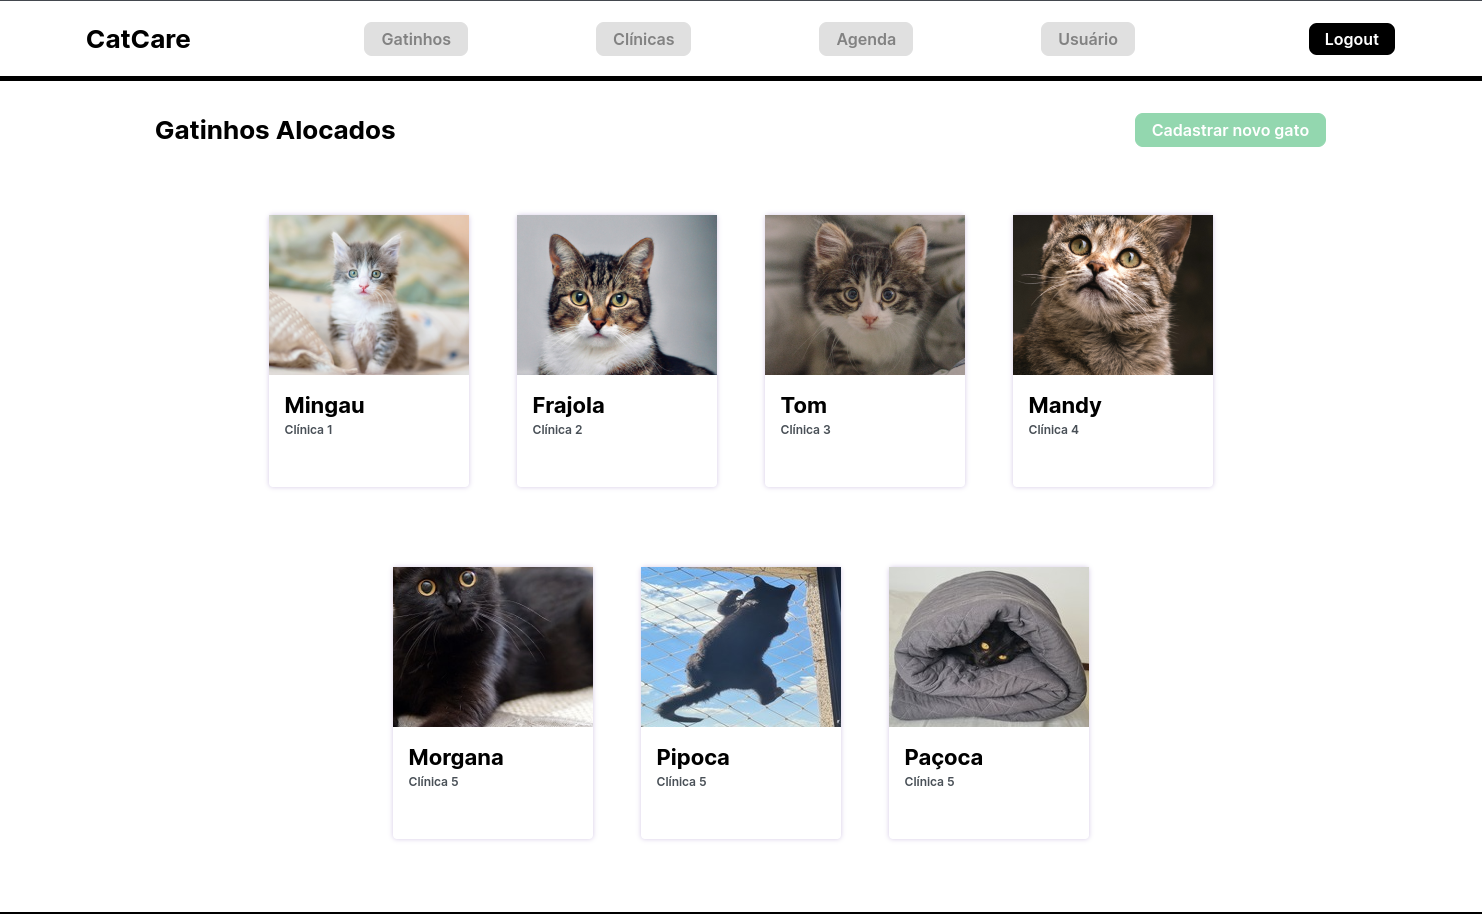 CatCare
Gatinhos
Clínicas
Agenda
Usuário
Logout
Gatinhos Alocados
Cadastrar novo gato
Mingau
Clínica 1
Frajola
Clínica 2
Tom
Clínica 3
Mandy
Clínica 4
Morgana
Clínica 5
Pipoca
Clínica 5
Paçoca
Clínica 5